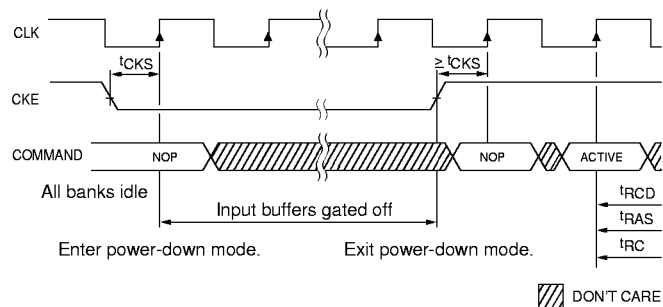 CLK
tCKS
≥ tCKS
CKE
COMMAND
NOP
NOP
ACTIVE
All banks idle
Input buffers gated off
tRCD
tRAS
tRC
Enter power-down mode.
Exit power-down mode.
DON'T CARE